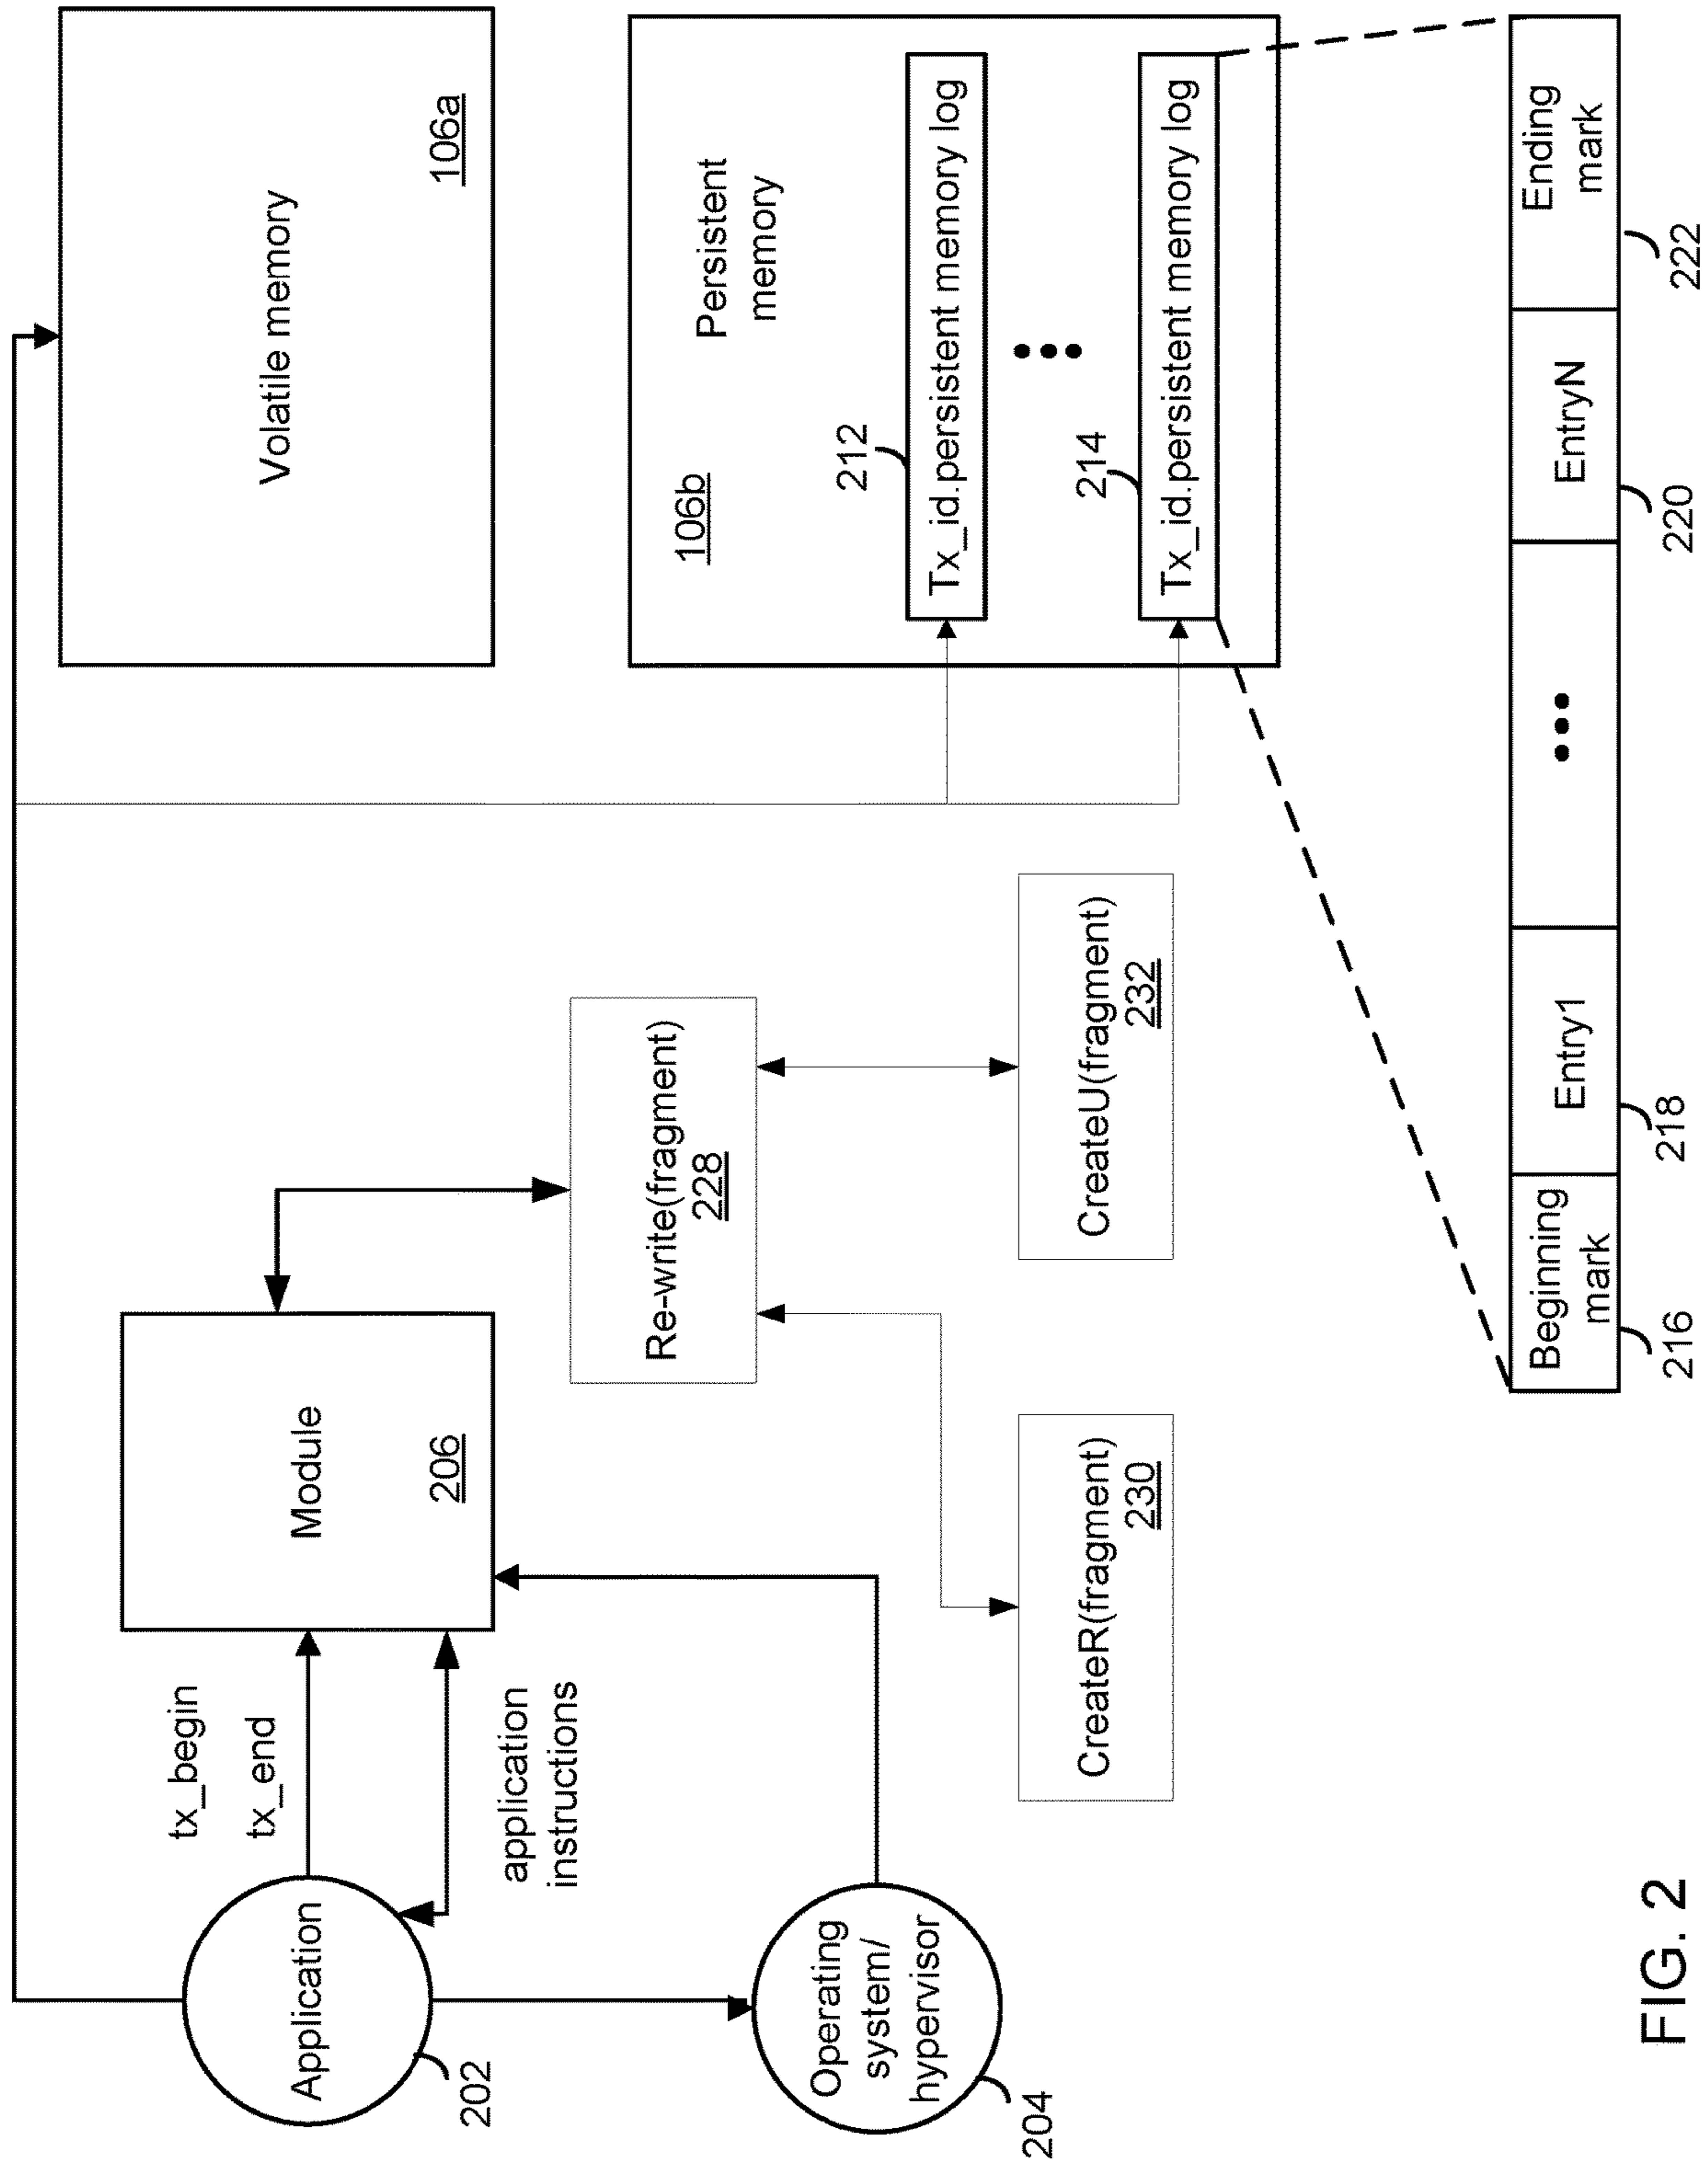 Application
202
tx_begin
tx_end
application
instructions
Module
206
Volatile memory
106a
Operating
system/
hypervisor
204
Re-write(fragment)
228
CreateR(fragment)
230
CreateU(fragment)
232
106b
Persistent
memory
212
Tx_id.persistent memory log
214
Tx_id.persistent memory log
Beginning
mark
216
Entry1
218
EntryN
220
Ending
mark
222
FIG. 2